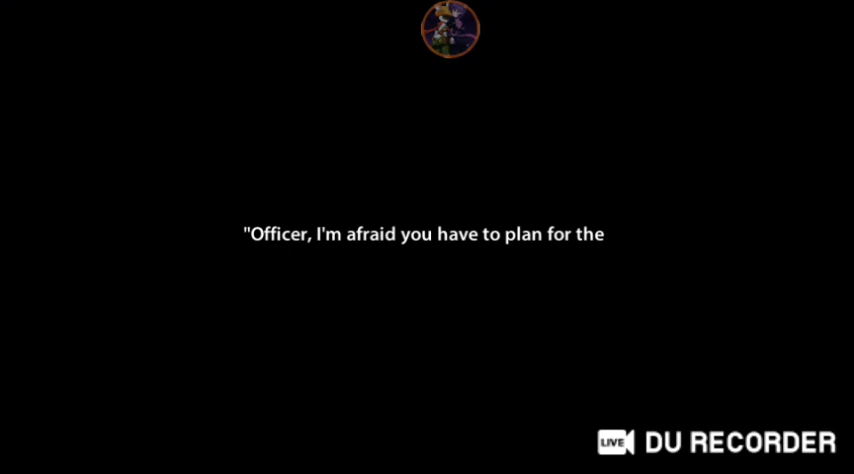 "Officer, I'm afraid you have to plan for the
LIVE DU RECORDER